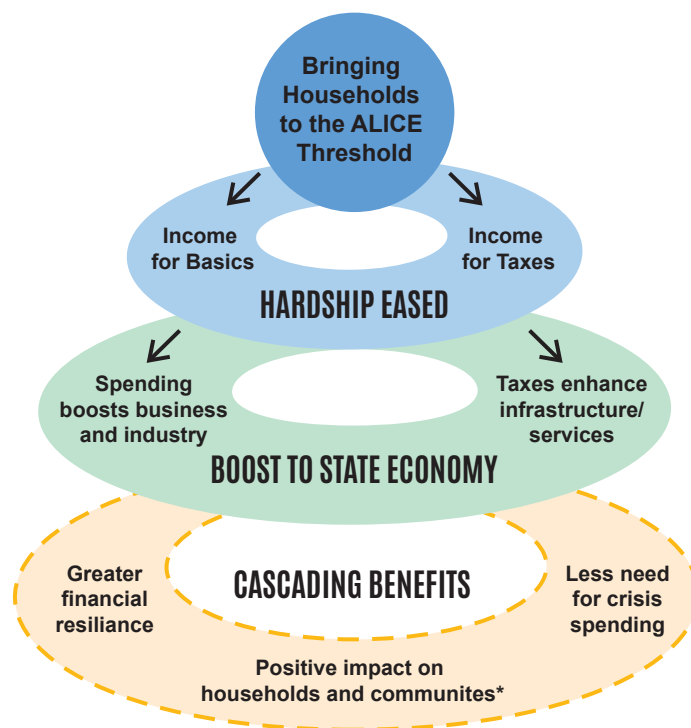 Bringing
Households
to the ALICE
Threshold
Income
for Basics
Income
for Taxes
HARDSHIP EASED
Spending
boosts business
and industry
Taxes enhance
infrastructure/
services
BOOST TO STATE ECONOMY
Greater
financial
resiliance
CASCADING BENEFITS
Less need
for crisis
spending
Positive impact on
households and communites*